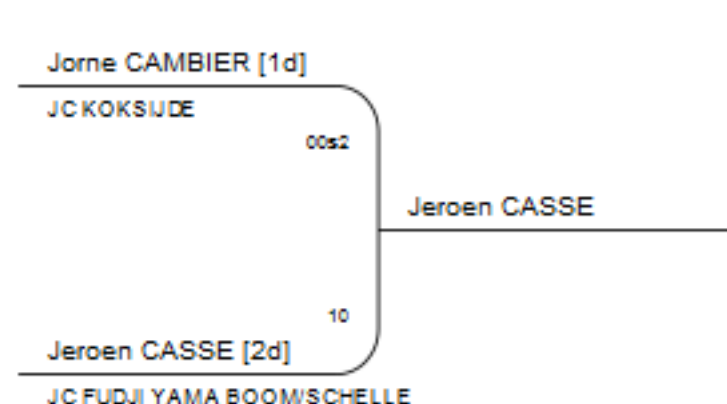 Jorne CAMBIER [1d]
JC KOKSIJDE
00s2
Jeroen CASSE
10
Jeroen CASSE [2d]
JC FUDJI YAMA BOOM/SCHELLE